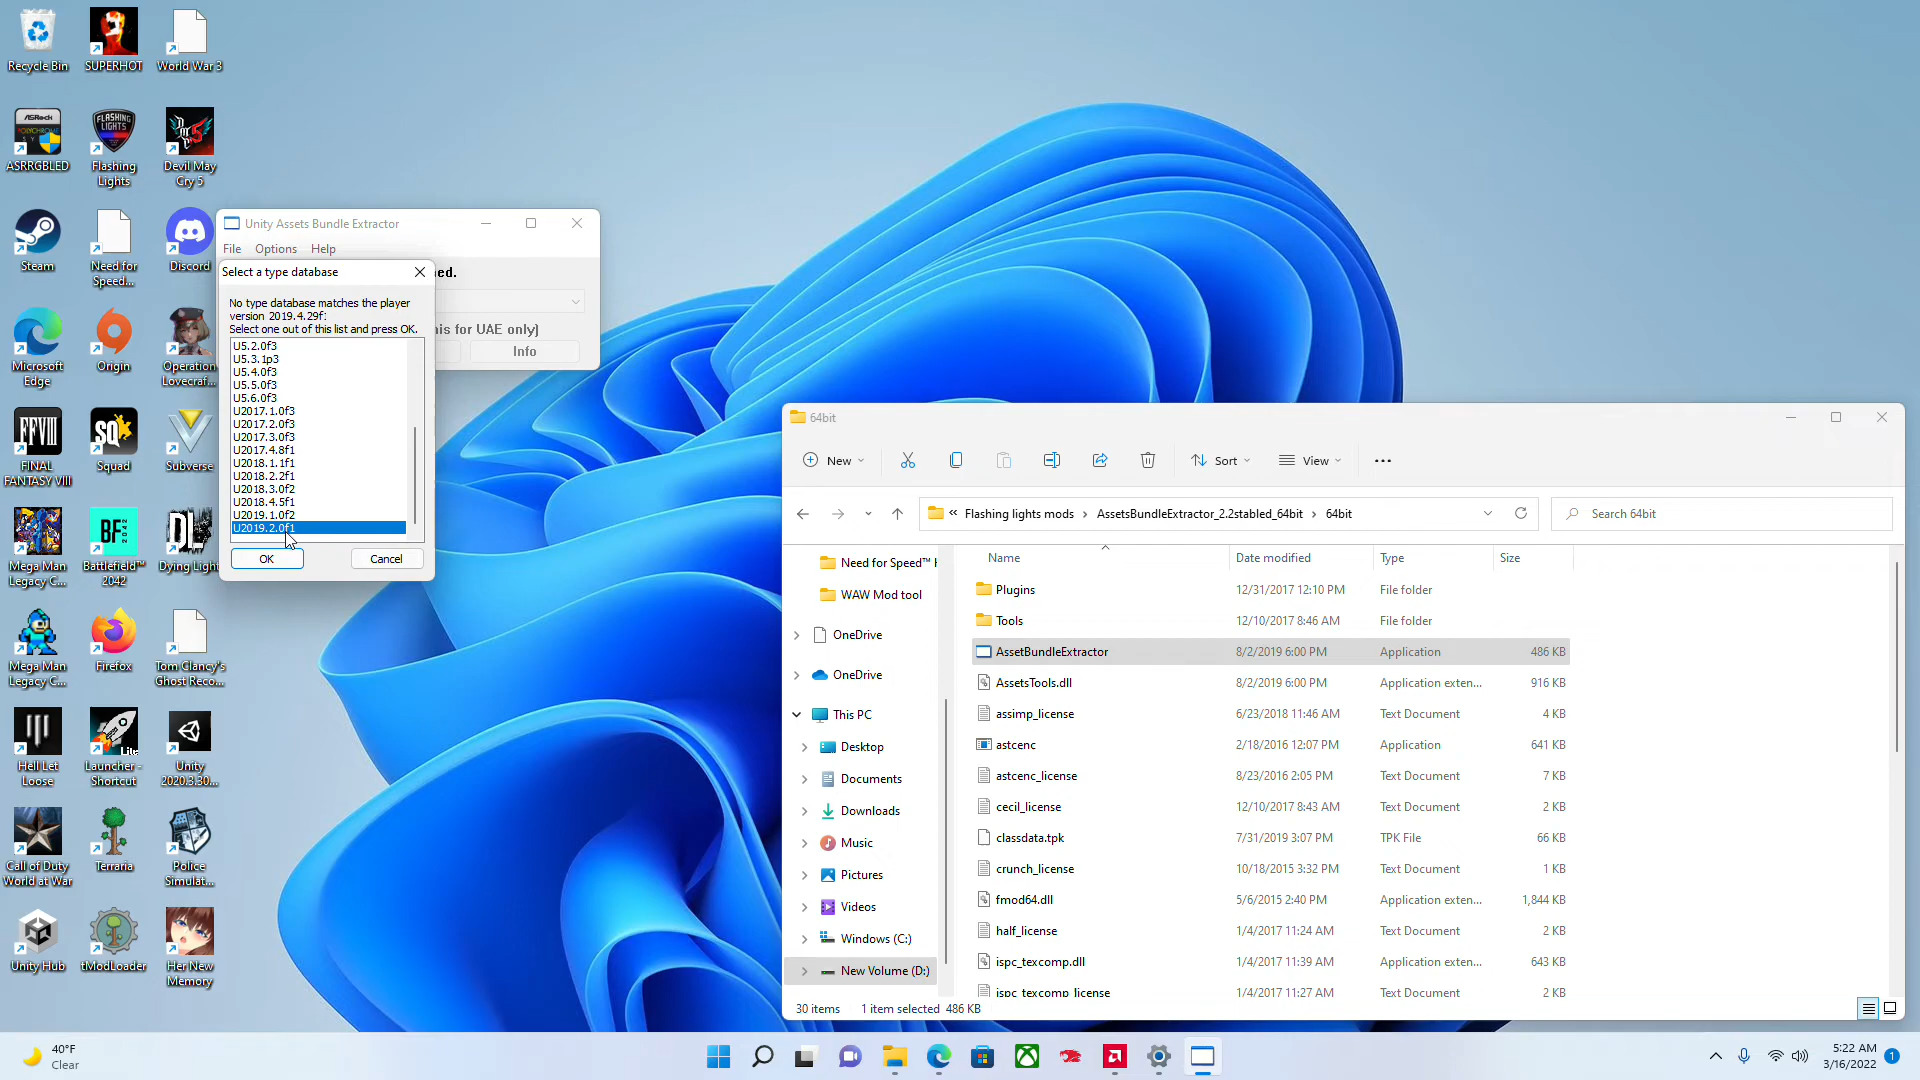 Recycle Bin
SUPERHOT
World War 3
ASRRGBLED
Flashing
Lights
Devil May
Cry 5
Steam
Need for
Speed...
Discord
Microsoft
Edge
Origin
Operation
Lovecraf...
FINAL
FANTASY VIII
Squad
Subverse
Mega Man
Legacy C...
Battlefield™
2042
Dying Light
Mega Man
Legacy C...
Firefox
Tom Clancy's
Ghost Reco...
Hell Let
Loose
Launcher -
Shortcut
Unity
2020.3.30...
Call of Duty
World at War
Terraria
Police
Simulat...
Unity Hub
tModLoader
Her New
Memory
Unity Assets Bundle Extractor
File Options Help
ed.
his for UAE only)
Info
Select a type database
No type database matches the player
version 2019.4.29f:
Select one out of this list and press OK.
U5.2.0f3
U5.3.1p3
U5.4.0f3
U5.5.0f3
U5.6.0f3
U2017.1.0f3
U2017.2.0f3
U2017.3.0f3
U2017.4.8f1
U2018.1.1f1
U2018.2.2f1
U2018.3.0f2
U2018.4.5f1
U2019.1.0f2
U2019.2.0f1
OK Cancel
64bit
New Sort View
« Flashing lights mods › AssetsBundleExtractor_2.2stabled_64bit › 64bit
Search 64bit
Need for Speed™ H
WAW Mod tool
OneDrive
OneDrive
This PC
Desktop
Documents
Downloads
Music
Pictures
Videos
Windows (C:)
New Volume (D:)
Name Date modified Type Size
Plugins 12/31/2017 12:10 PM File folder
Tools 12/10/2017 8:46 AM File folder
AssetBundleExtractor 8/2/2019 6:00 PM Application 486 KB
AssetsTools.dll 8/2/2019 6:00 PM Application exten... 916 KB
assimp_license 6/23/2018 11:46 AM Text Document 4 KB
astcenc 2/18/2016 12:07 PM Application 641 KB
astcenc_license 8/23/2016 2:05 PM Text Document 7 KB
cecil_license 12/10/2017 8:43 AM Text Document 2 KB
classdata.tpk 7/31/2019 3:07 PM TPK File 66 KB
crunch_license 10/18/2015 3:32 PM Text Document 1 KB
fmod64.dll 5/6/2015 2:40 PM Application exten... 1,844 KB
half_license 1/4/2017 11:24 AM Text Document 2 KB
ispc_texcomp.dll 1/4/2017 11:39 AM Application exten... 643 KB
ispc_texcomp_license 1/4/2017 11:27 AM Text Document 2 KB
30 items 1 item selected 486 KB
40°F
Clear
5:22 AM
3/16/2022
1